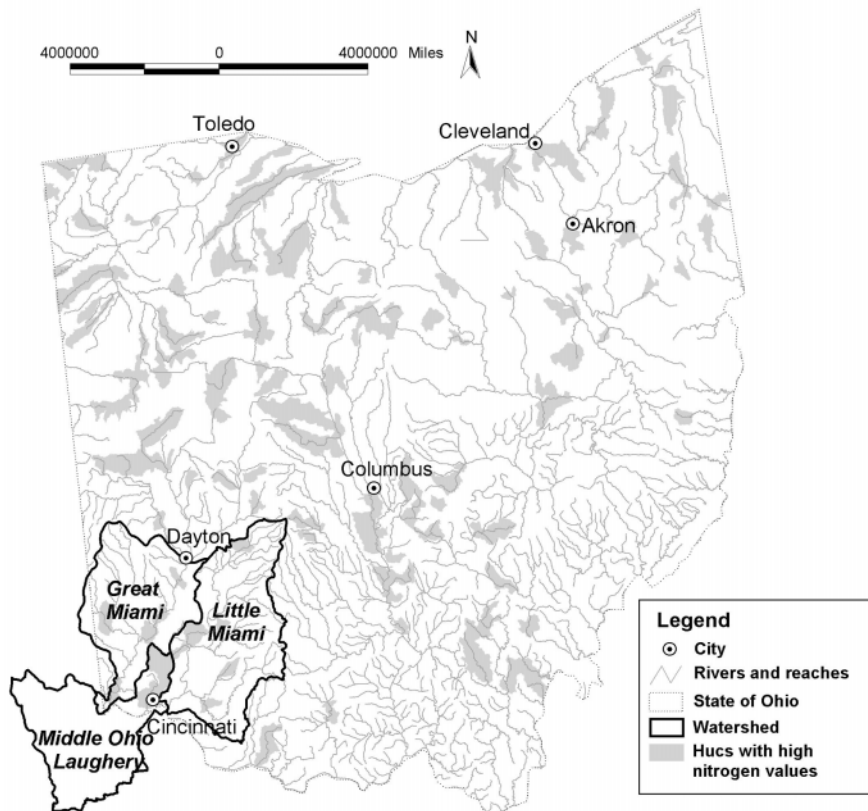 4000000 0 4000000 Miles
N
Toledo
Cleveland
Akron
Columbus
Dayton
Great
Miami
Little
Miami
Cincinnati
Middle Ohio
Laughery
Legend
City
Rivers and reaches
State of Ohio
Watershed
Hucs with high
nitrogen values